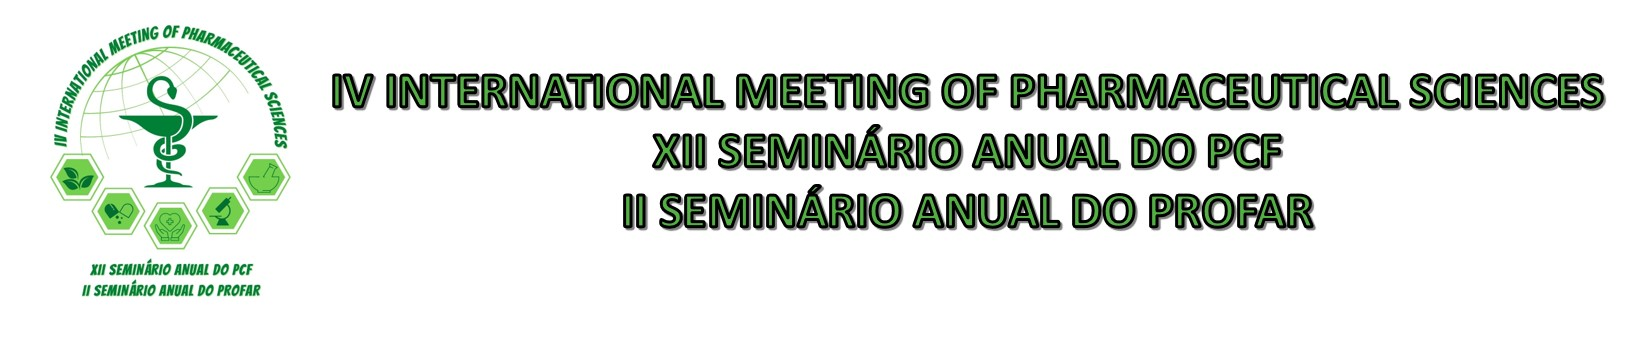 IV INTERNATIONAL MEETING OF PHARMACEUTICAL SCIENCES
XII SEMINÁRIO ANUAL DO PCF
II SEMINÁRIO ANUAL DO PROFAR
IV INTERNATIONAL MEETING OF PHARMACEUTICAL SCIENCES
XII SEMINÁRIO ANUAL DO PCF
II SEMINÁRIO ANUAL DO PROFAR